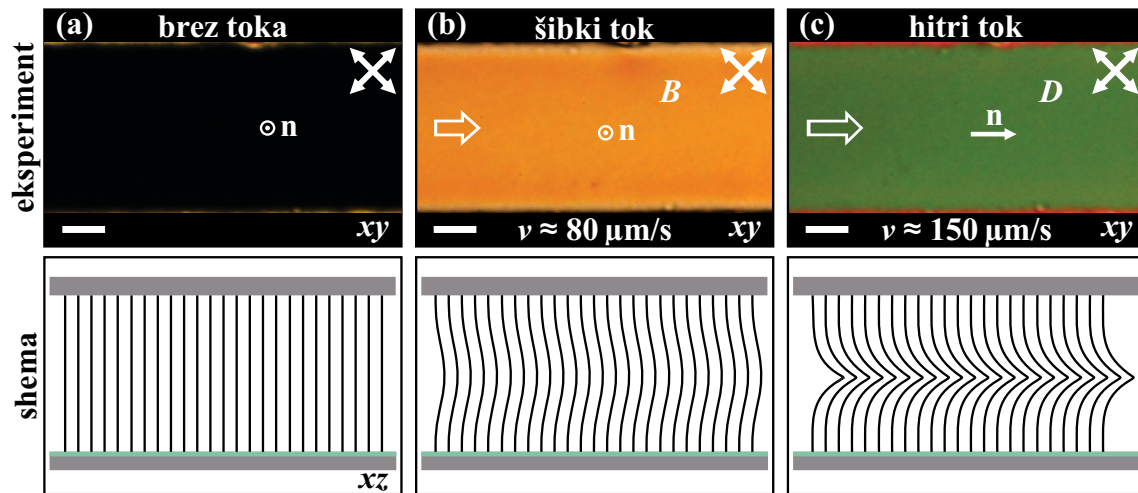 (a) brez toka
(b) šibki tok
(c) hitri tok
eksperiment
n
B
n
D
n
xy
v ≈ 80 µm/s xy
v ≈ 150 µm/s xy
shema
xz